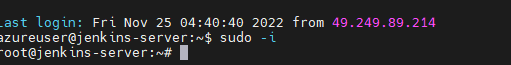 Last login: Fri Nov 25 04:40:40 2022 from 49.249.89.214
azureuser@jenkins-server:~$ sudo -i
root@jenkins-server:~#